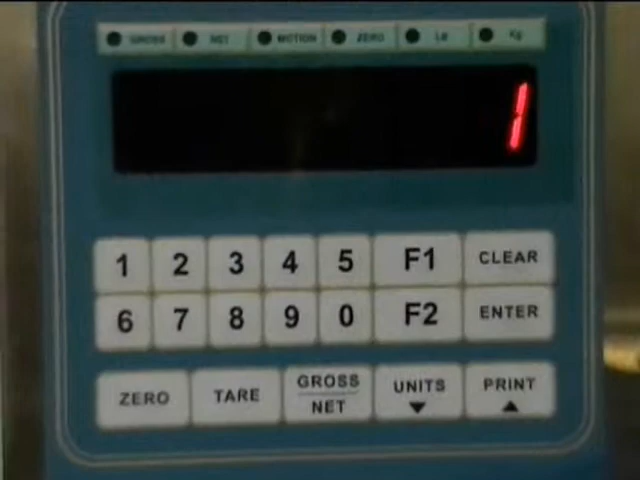 GROSS NET MOTION ZERO Lb Kg
1
1 2 3 4 5 F1 CLEAR
6 7 8 9 0 F2 ENTER
ZERO TARE GROSS NET UNITS PRINT